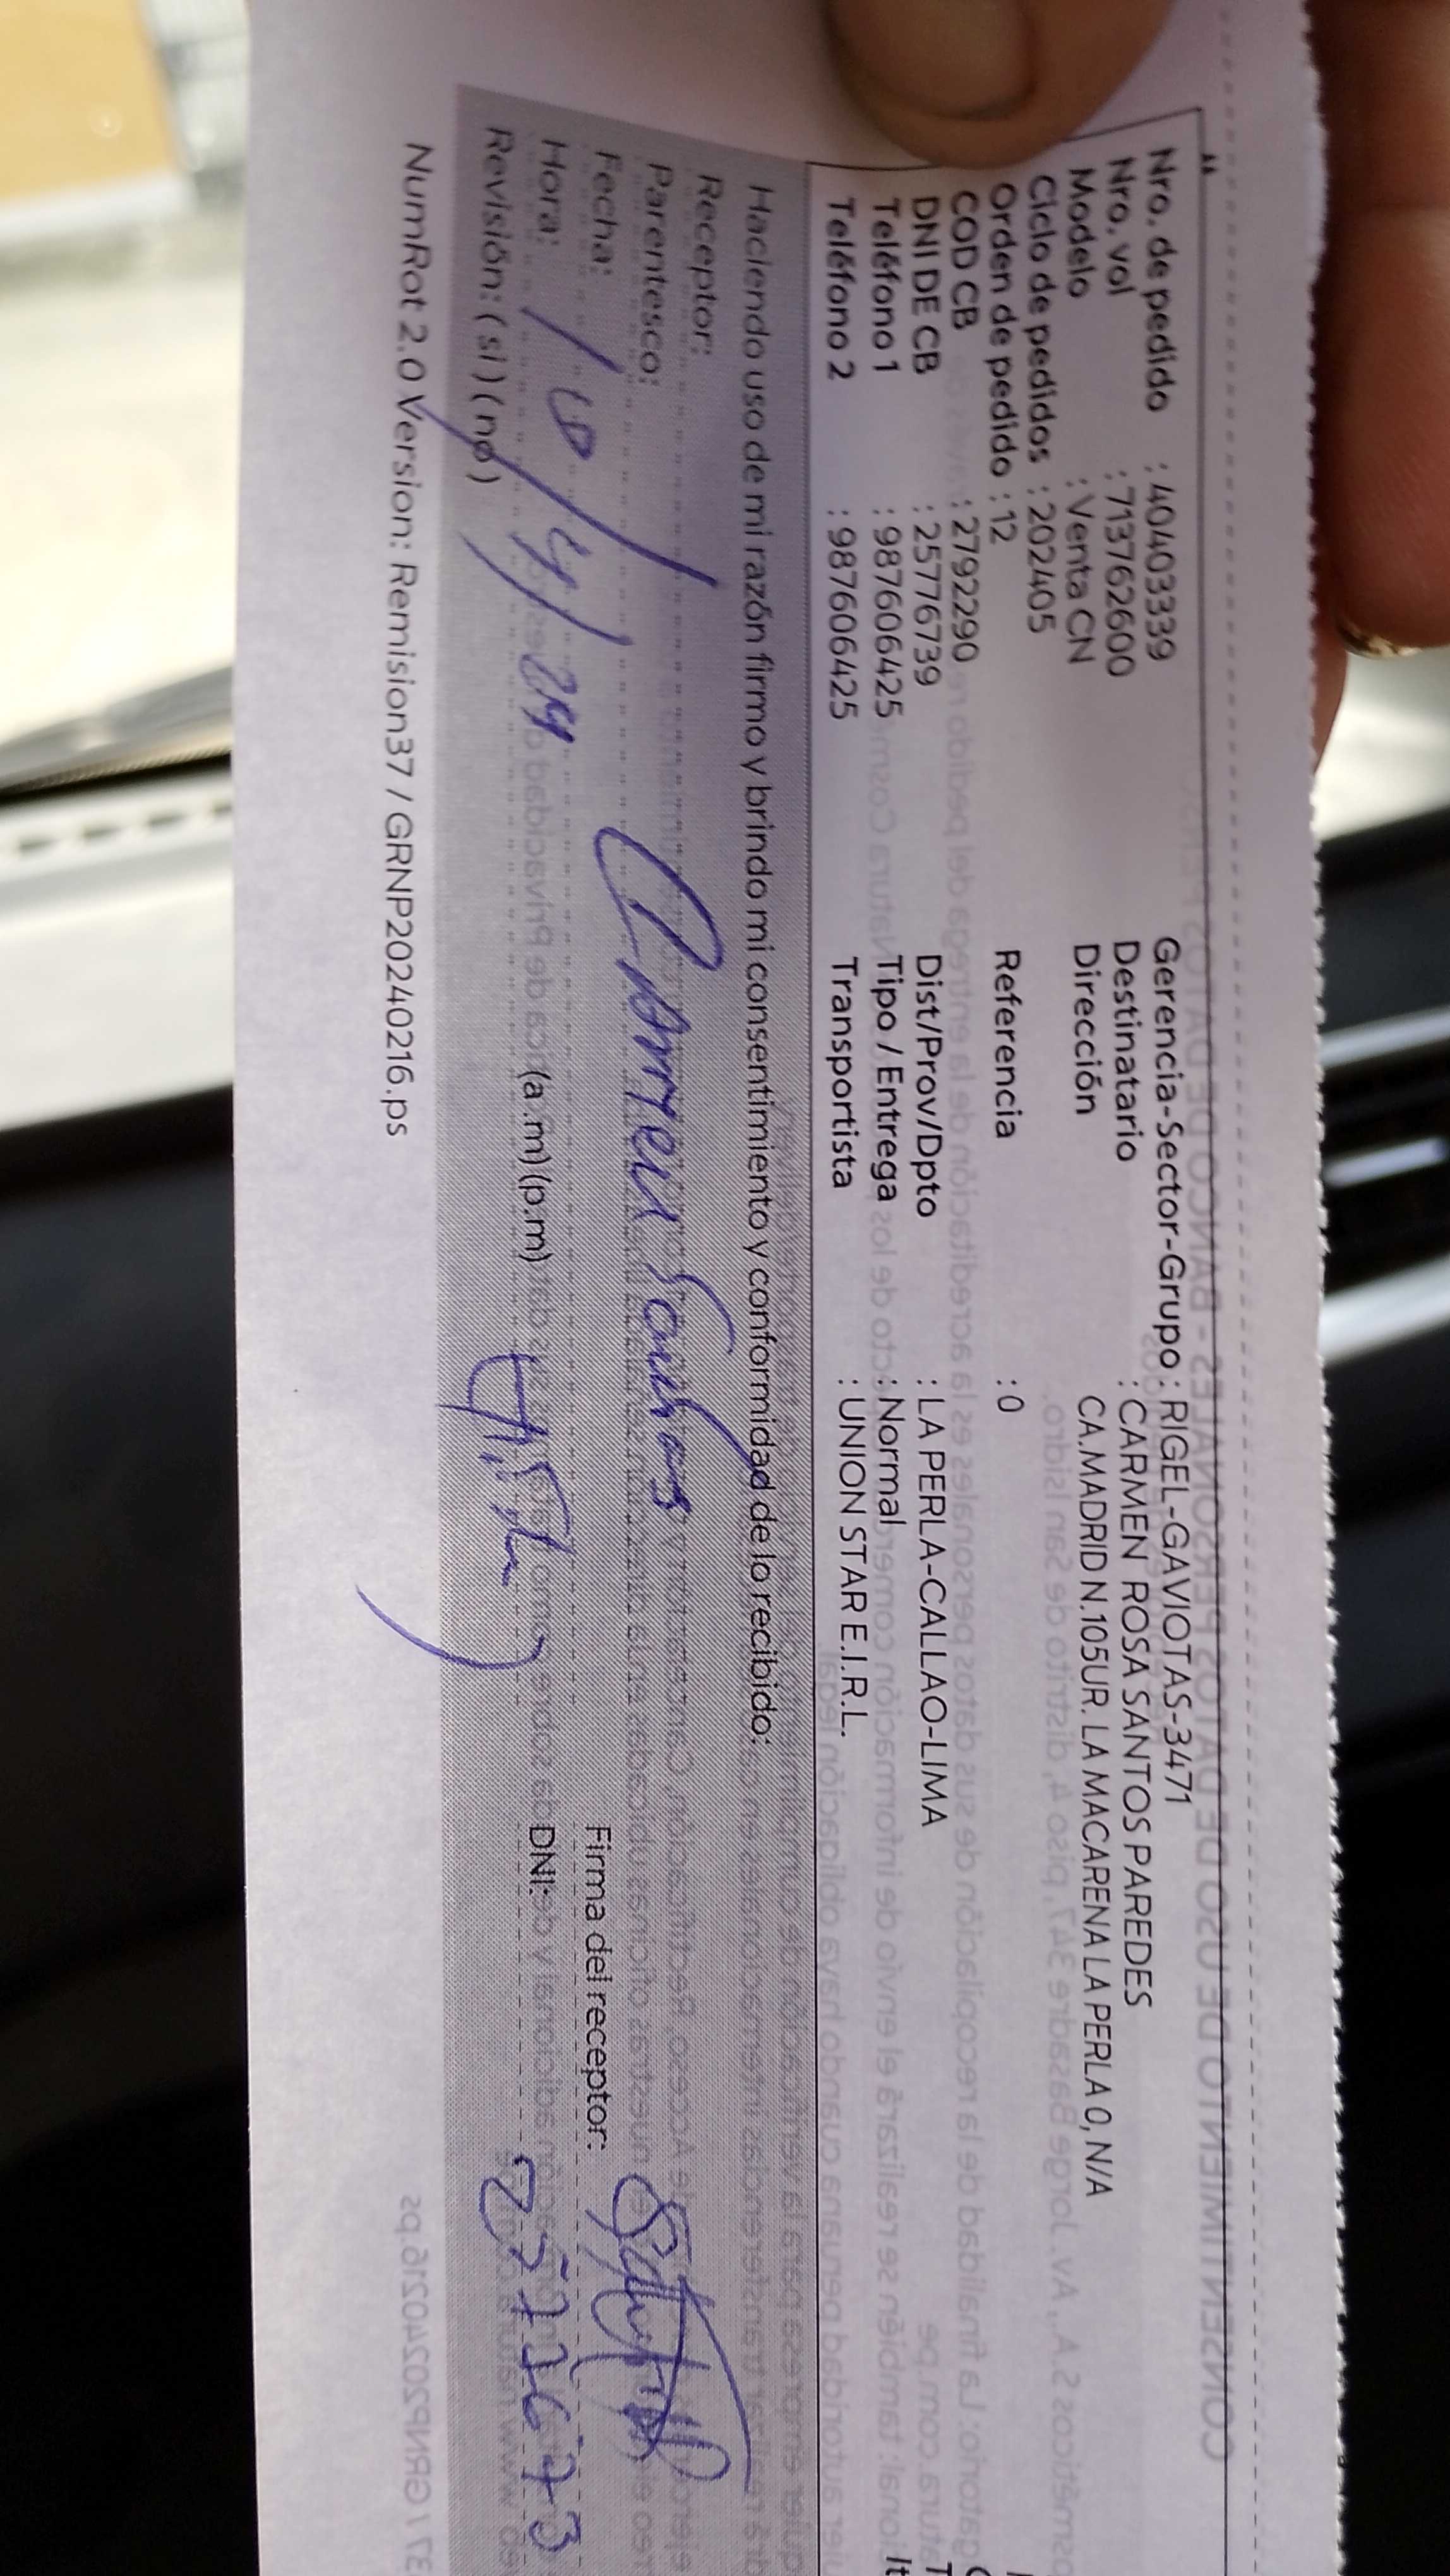 Nro. de pedido : 40403339
Nro. vol : 713762600
Modelo : Venta CN
Ciclo de pedidos : 202405
Orden de pedido : 12
COD CB : 2792290
DNI DE CB : 25776739
Teléfono 1 : 987606425
Teléfono 2 : 987606425
Gerencia-Sector-Grupo : RIGEL-GAVIOTAS-3471
Destinatario : CARMEN ROSA SANTOS PAREDES
Dirección CA.MADRID N.105UR. LA MACARENA LA PERLA 0, N/A
Referencia : 0
Dist/Prov/Dpto : LA PERLA-CALLAO-LIMA
Tipo / Entrega : Normal
Transportista : UNION STAR E.I.R.L.
Haciendo uso de mi razón firmo y brindo mi consentimiento y conformidad de lo recibido:
Receptor:
Parentesco: Carmen Santos
Fecha: 10/4/24 Firma del receptor:
Hora: (a.m)(p.m) DNI:
Revisión: (si) (no)
NumRot 2.0 Version: Remision37 / GRNP20240216.ps